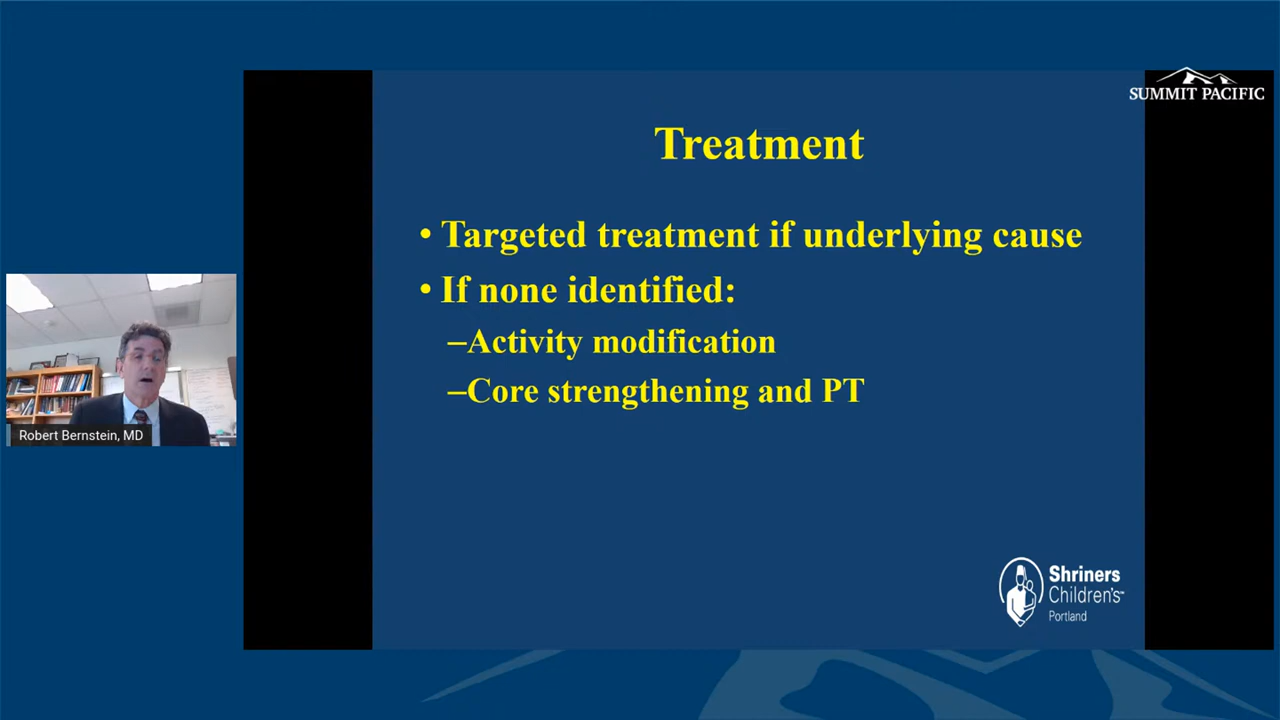 SUMMIT PACIFIC
Treatment
• Targeted treatment if underlying cause
• If none identified:
–Activity modification
–Core strengthening and PT
Robert Bernstein, MD
Shriners
Children's™
Portland